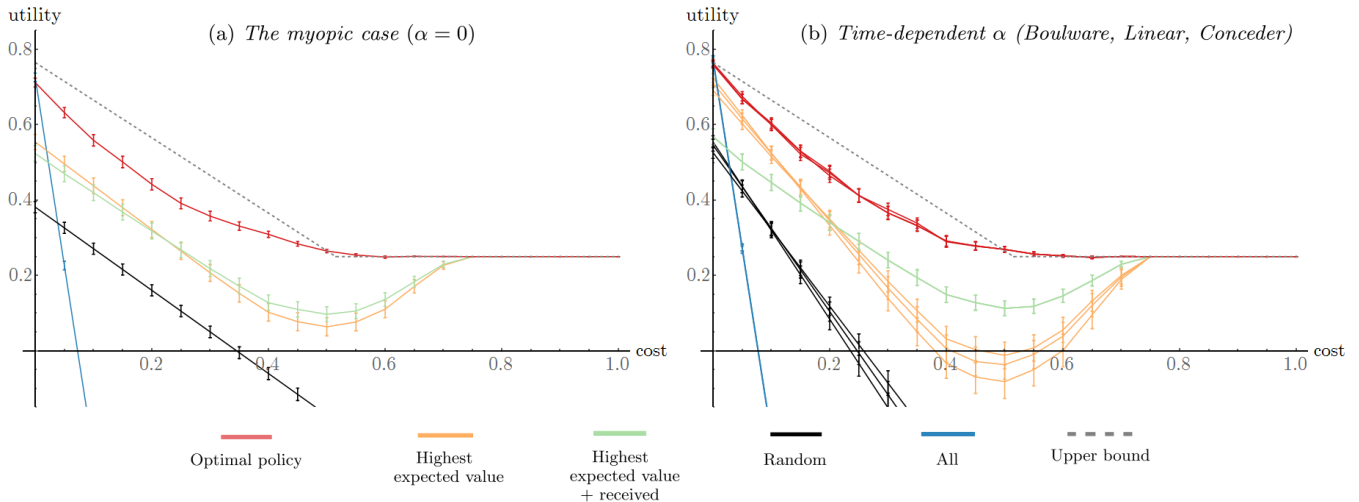 utility
(a) The myopic case (α = 0)
0.8
0.6
0.4
0.2
0.2
0.4
0.6
0.8
1.0
cost
utility
(b) Time-dependent α (Boulware, Linear, Conceder)
0.8
0.6
0.4
0.2
0.2
0.4
0.6
0.8
1.0
cost
Optimal policy
Highest
expected value
Highest
expected value
+ received
Random
All
Upper bound